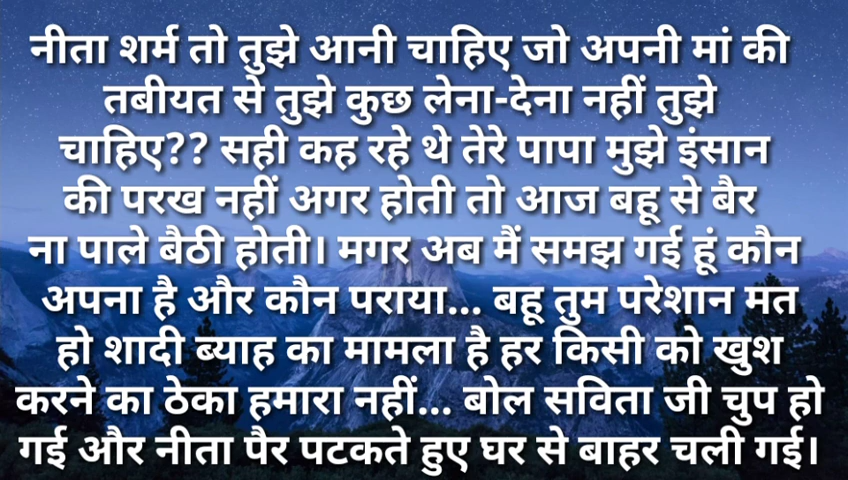 नीता शर्म तो तुझे आनी चाहिए जो अपनी मां की
तबीयत से तुझे कुछ लेना-देना नहीं तुझे
चाहिए?? सही कह रहे थे तेरे पापा मुझे इंसान
की परख नहीं अगर होती तो आज बहू से बैर
ना पाले बैठी होती। मगर अब मैं समझ गई हूं कौन
अपना है और कौन पराया... बहू तुम परेशान मत
हो शादी ब्याह का मामला है हर किसी को खुश
करने का ठेका हमारा नहीं... बोल सविता जी चुप हो
गई और नीता पैर पटकते हुए घर से बाहर चली गई।